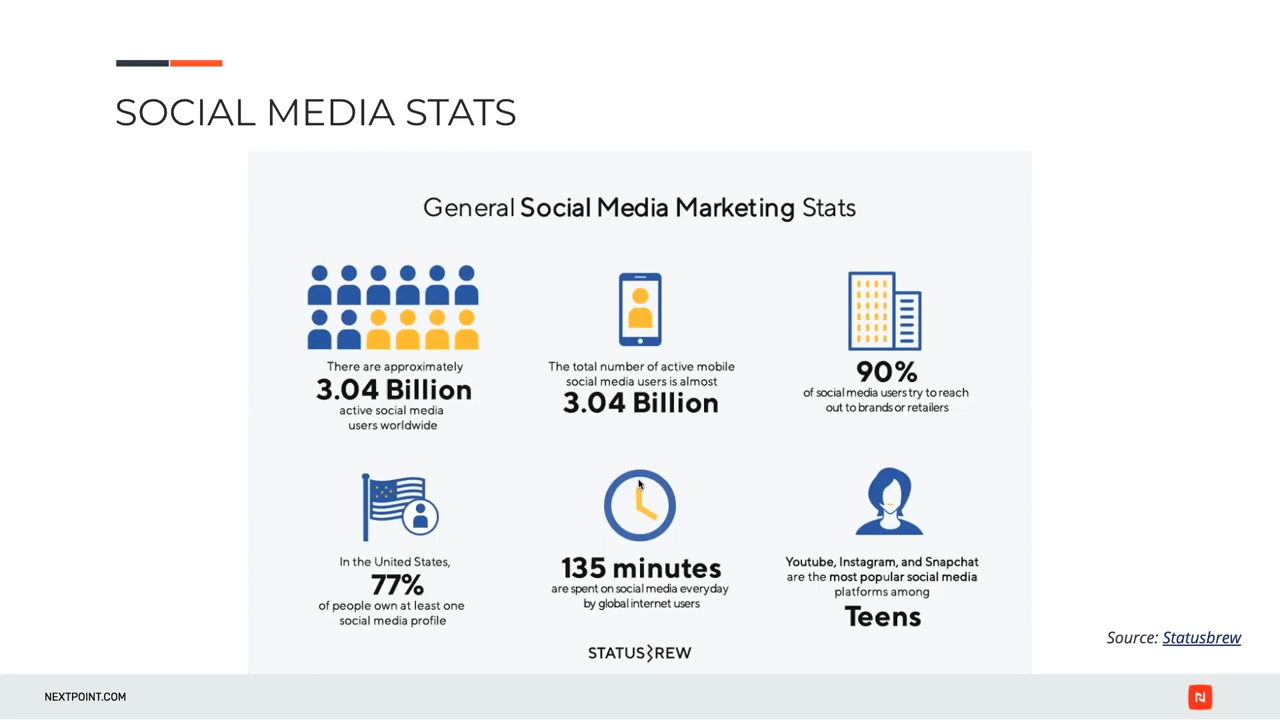 SOCIAL MEDIA STATS
General Social Media Marketing Stats
There are approximately
3.04 Billion
active social media
users worldwide
The total number of active mobile
social media users is almost
3.04 Billion
90%
of social media users try to reach
out to brands or retailers
In the United States,
77%
of people own at least one
social media profile
135 minutes
are spent on social media everyday
by global internet users
Youtube, Instagram, and Snapchat
are the most popular social media
platforms among
Teens
STATUSBREW
Source: Statusbrew
NEXTPOINT.COM
N